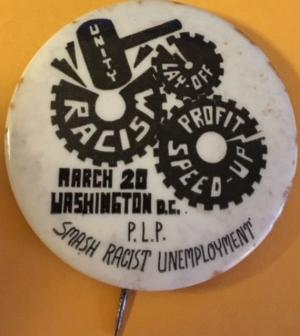 UNITY
LAY-OFF
RACISM
PROFIT
SPEED-UP
MARCH 20
WASHINGTON D.C.
P.L.P.
SMASH RACIST UNEMPLOYMENT